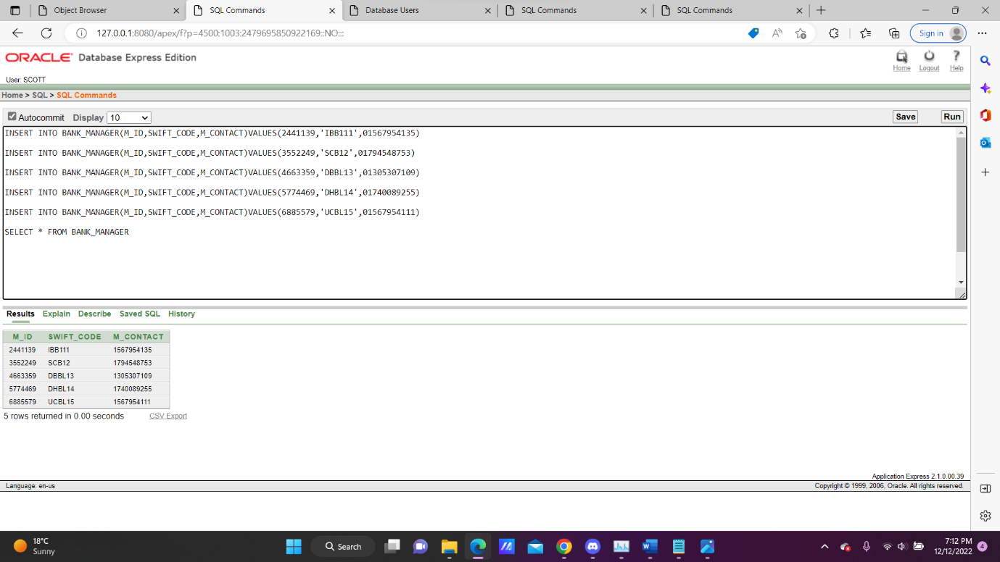 Object Browser
SQL Commands
Database Users
SQL Commands
SQL Commands
127.0.0.1:8080/apex/f?p=4500:1003:2479695850922169::NO:::
Sign in
ORACLE Database Express Edition
Home Logout Help
User: SCOTT
Home > SQL > SQL Commands
Autocommit Display 10 Save Run
INSERT INTO BANK_MANAGER(M_ID,SWIFT_CODE,M_CONTACT)VALUES(2441139,'IBB111',01567954135)
INSERT INTO BANK_MANAGER(M_ID,SWIFT_CODE,M_CONTACT)VALUES(3552249,'SCB12',01794548753)
INSERT INTO BANK_MANAGER(M_ID,SWIFT_CODE,M_CONTACT)VALUES(4663359,'DBBL13',01305307109)
INSERT INTO BANK_MANAGER(M_ID,SWIFT_CODE,M_CONTACT)VALUES(5774469,'DHBL14',01740089255)
INSERT INTO BANK_MANAGER(M_ID,SWIFT_CODE,M_CONTACT)VALUES(6885579,'UCBL15',01567954111)
SELECT * FROM BANK_MANAGER
Results Explain Describe Saved SQL History
M_ID SWIFT_CODE M_CONTACT
2441139 IBB111 1567954135
3552249 SCB12 1794548753
4663359 DBBL13 1305307109
5774469 DHBL14 1740089255
6885579 UCBL15 1567954111
5 rows returned in 0.00 seconds CSV Export
Application Express 2.1.0.00.39
Language: en-us Copyright © 1999, 2006, Oracle. All rights reserved.
18°C
Sunny
Search
7:12 PM
12/12/2022
4